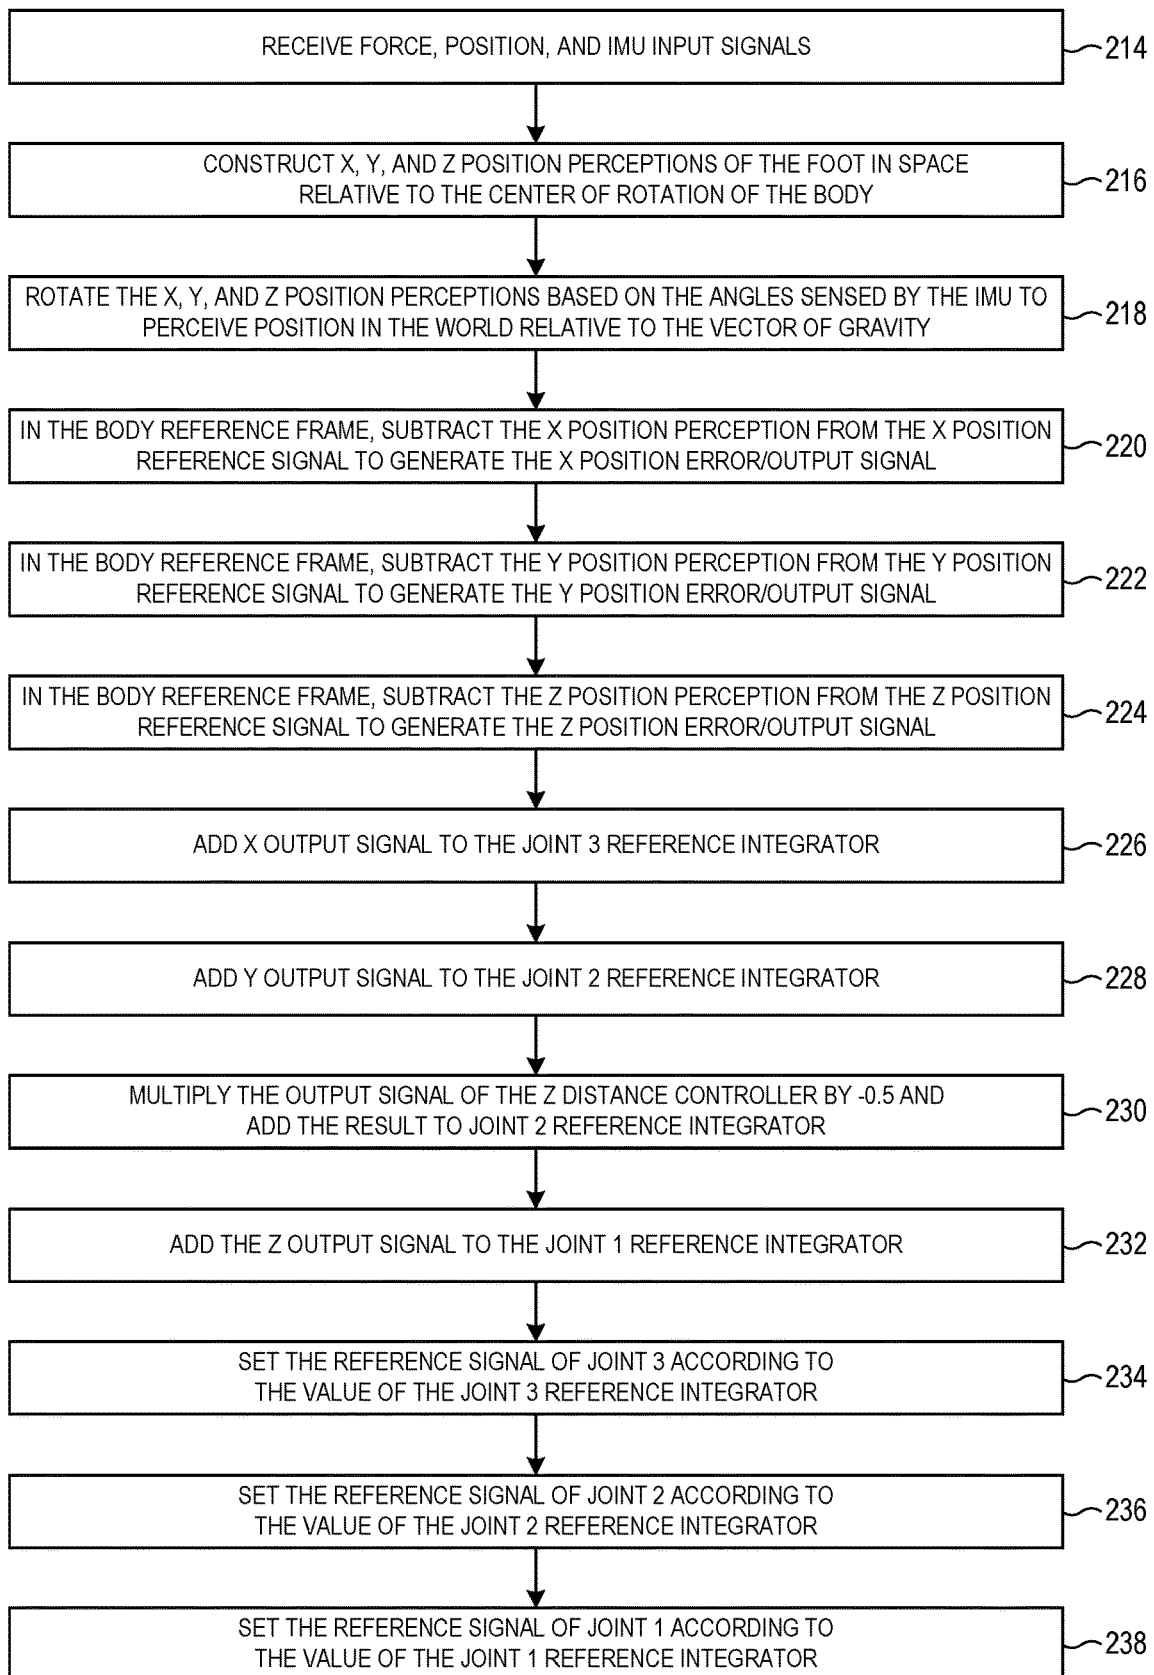 RECEIVE FORCE, POSITION, AND IMU INPUT SIGNALS
214
CONSTRUCT X, Y, AND Z POSITION PERCEPTIONS OF THE FOOT IN SPACE
RELATIVE TO THE CENTER OF ROTATION OF THE BODY
216
ROTATE THE X, Y, AND Z POSITION PERCEPTIONS BASED ON THE ANGLES SENSED BY THE IMU TO
PERCEIVE POSITION IN THE WORLD RELATIVE TO THE VECTOR OF GRAVITY
218
IN THE BODY REFERENCE FRAME, SUBTRACT THE X POSITION PERCEPTION FROM THE X POSITION
REFERENCE SIGNAL TO GENERATE THE X POSITION ERROR/OUTPUT SIGNAL
220
IN THE BODY REFERENCE FRAME, SUBTRACT THE Y POSITION PERCEPTION FROM THE Y POSITION
REFERENCE SIGNAL TO GENERATE THE Y POSITION ERROR/OUTPUT SIGNAL
222
IN THE BODY REFERENCE FRAME, SUBTRACT THE Z POSITION PERCEPTION FROM THE Z POSITION
REFERENCE SIGNAL TO GENERATE THE Z POSITION ERROR/OUTPUT SIGNAL
224
ADD X OUTPUT SIGNAL TO THE JOINT 3 REFERENCE INTEGRATOR
226
ADD Y OUTPUT SIGNAL TO THE JOINT 2 REFERENCE INTEGRATOR
228
MULTIPLY THE OUTPUT SIGNAL OF THE Z DISTANCE CONTROLLER BY -0.5 AND
ADD THE RESULT TO JOINT 2 REFERENCE INTEGRATOR
230
ADD THE Z OUTPUT SIGNAL TO THE JOINT 1 REFERENCE INTEGRATOR
232
SET THE REFERENCE SIGNAL OF JOINT 3 ACCORDING TO
THE VALUE OF THE JOINT 3 REFERENCE INTEGRATOR
234
SET THE REFERENCE SIGNAL OF JOINT 2 ACCORDING TO
THE VALUE OF THE JOINT 2 REFERENCE INTEGRATOR
236
SET THE REFERENCE SIGNAL OF JOINT 1 ACCORDING TO
THE VALUE OF THE JOINT 1 REFERENCE INTEGRATOR
238